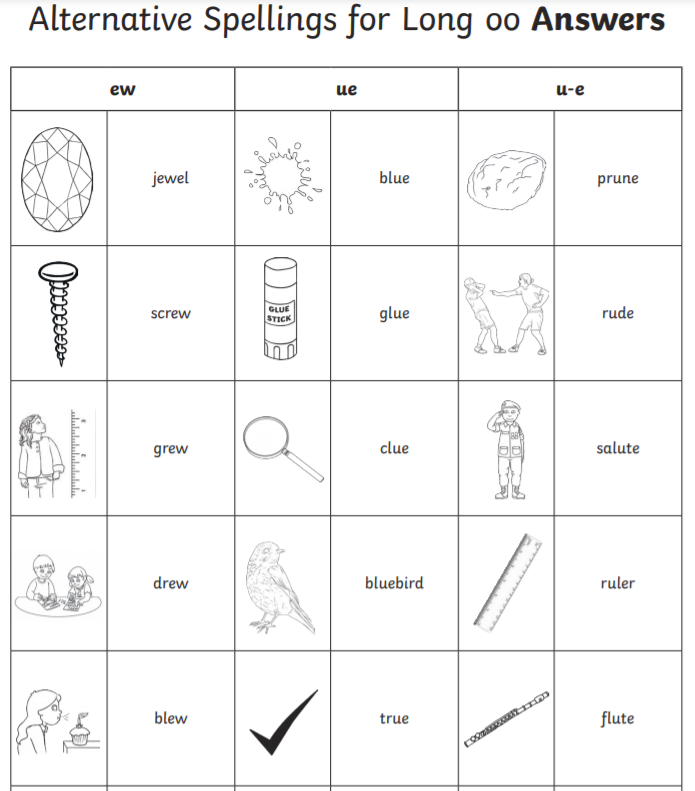 Alternative Spellings for Long oo Answers
ew ue u-e
jewel blue prune
GLUE
STICK
screw glue rude
grew clue salute
drew bluebird ruler
blew true flute